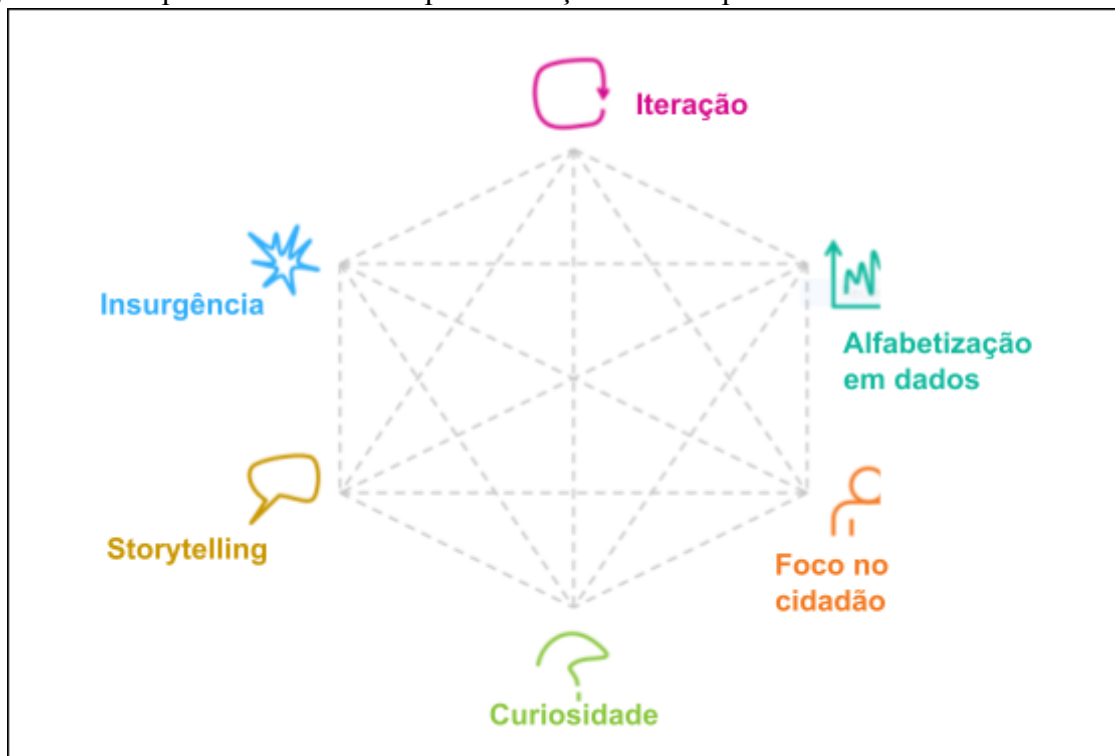 Iteração
Insurgência
Alfabetização
em dados
Storytelling
Foco no
cidadão
Curiosidade